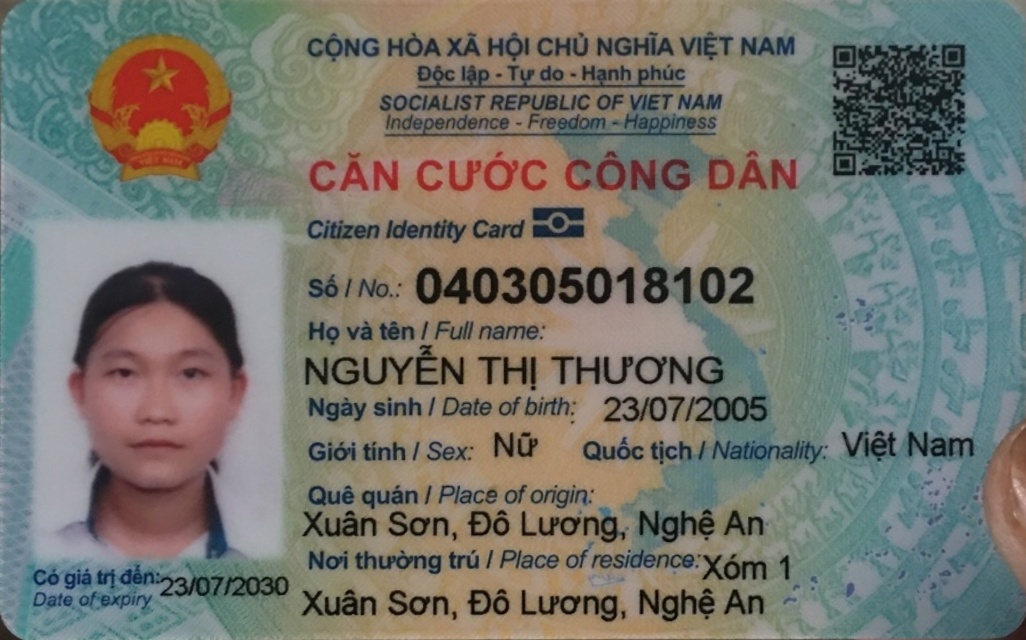 CỘNG HÒA XÃ HỘI CHỦ NGHĨA VIỆT NAM
Độc lập - Tự do - Hạnh phúc
SOCIALIST REPUBLIC OF VIET NAM
Independence - Freedom - Happiness
CĂN CƯỚC CÔNG DÂN
Citizen Identity Card
Số / No.: 040305018102
Họ và tên / Full name:
NGUYỄN THỊ THƯƠNG
Ngày sinh / Date of birth: 23/07/2005
Giới tính / Sex: Nữ Quốc tịch / Nationality: Việt Nam
Quê quán / Place of origin:
Xuân Sơn, Đô Lương, Nghệ An
Nơi thường trú / Place of residence: Xóm 1
Xuân Sơn, Đô Lương, Nghệ An
Có giá trị đến: 23/07/2030
Date of expiry
VIỆT NAM